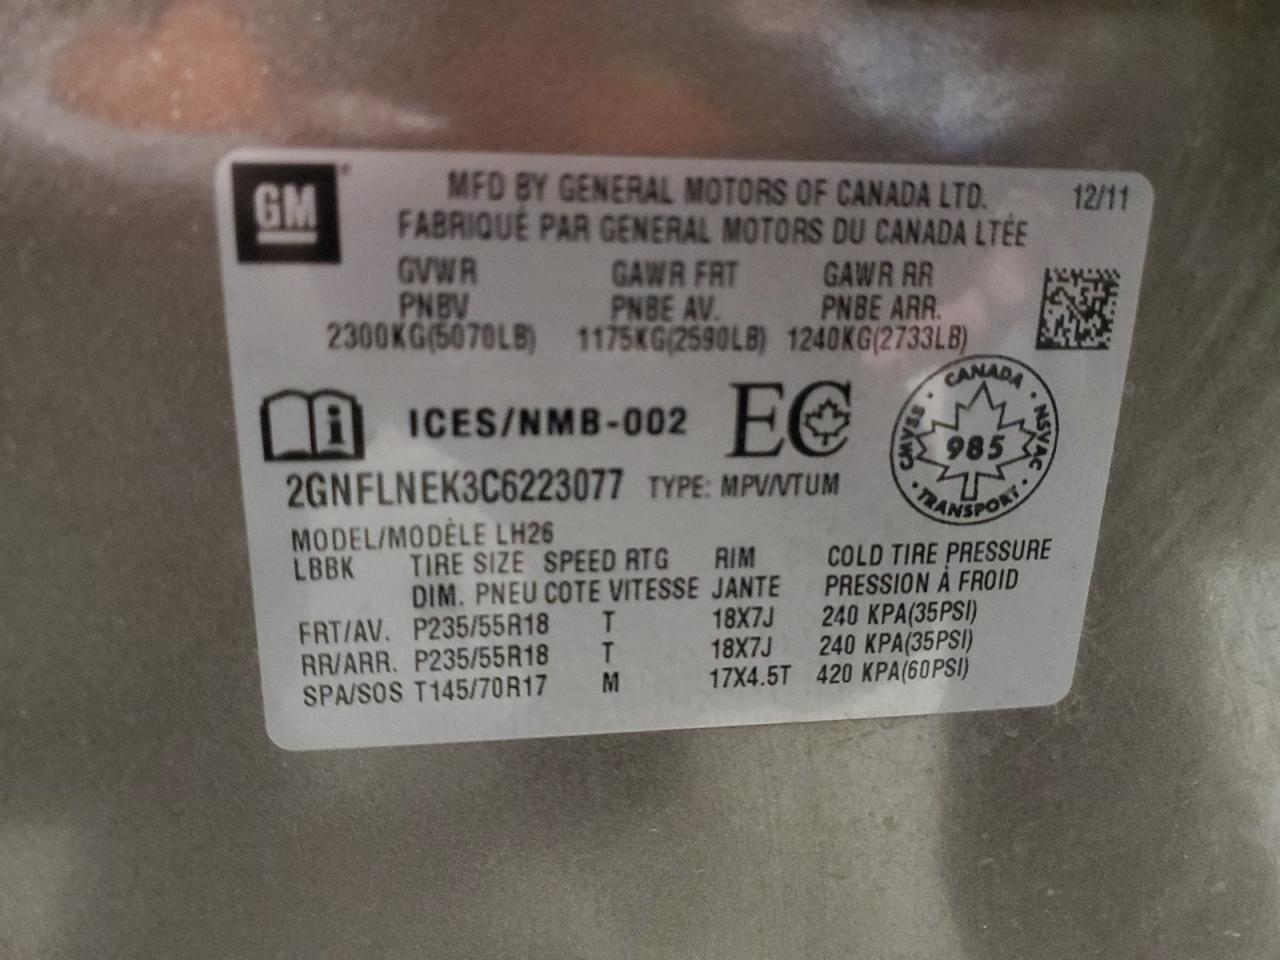 GM
MFD BY GENERAL MOTORS OF CANADA LTD. 12/11
FABRIQUÉ PAR GENERAL MOTORS DU CANADA LTÉE
GVWR GAWR FRT GAWR RR
PNBV PNBE AV. PNBE ARR.
2300KG(5070LB) 1175KG(2590LB) 1240KG(2733LB)
i ICES/NMB-002 EC
CANADA
CMVSS · 985 · NSVAC
TRANSPORT
2GNFLNEK3C6223077 TYPE: MPV/VTUM
MODEL/MODÈLE LH26
LBBK TIRE SIZE SPEED RTG RIM COLD TIRE PRESSURE
DIM. PNEU COTE VITESSE JANTE PRESSION À FROID
FRT/AV. P235/55R18 T 18X7J 240 KPA(35PSI)
RR/ARR. P235/55R18 T 18X7J 240 KPA(35PSI)
SPA/SOS T145/70R17 M 17X4.5T 420 KPA(60PSI)